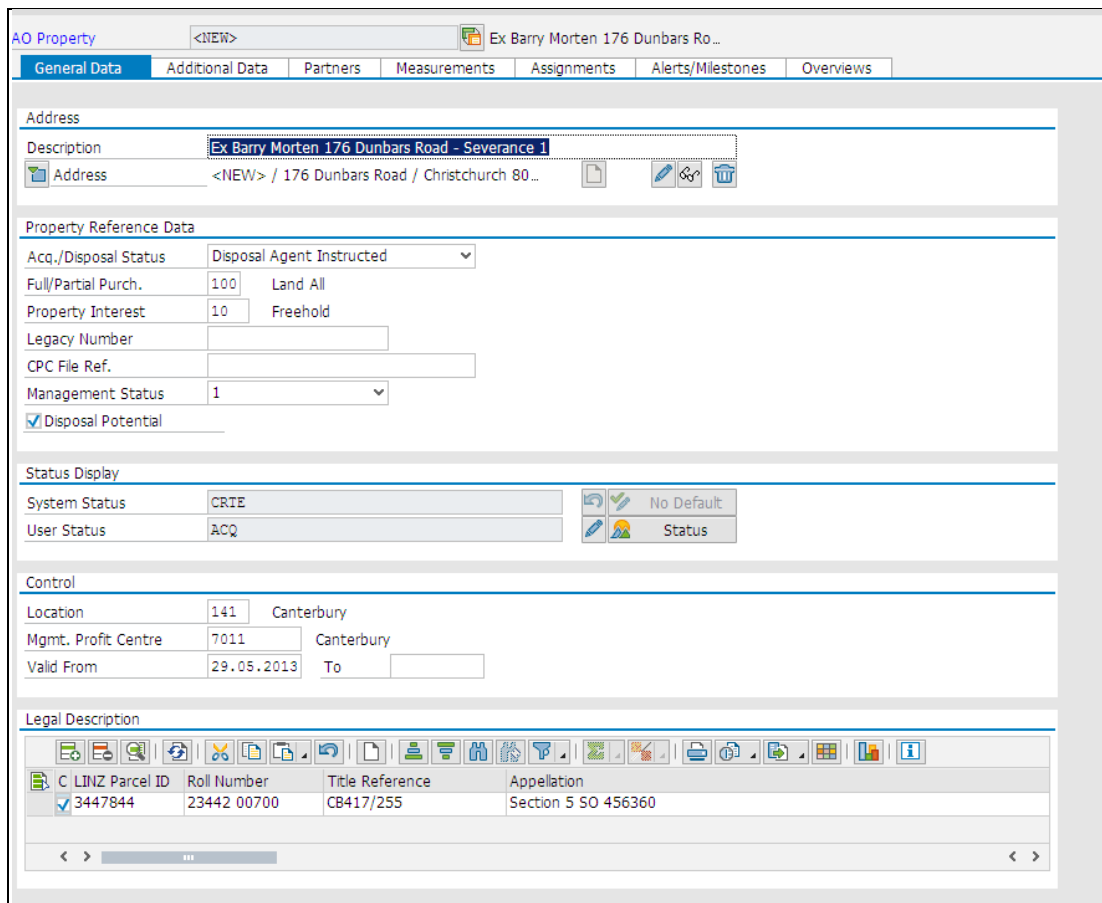 AO Property <NEW> Ex Barry Morten 176 Dunbars Ro...
General Data Additional Data Partners Measurements Assignments Alerts/Milestones Overviews
Address
Description Ex Barry Morten 176 Dunbars Road - Severance 1
Address <NEW> / 176 Dunbars Road / Christchurch 80...
Property Reference Data
Acq./Disposal Status Disposal Agent Instructed
Full/Partial Purch. 100 Land All
Property Interest 10 Freehold
Legacy Number
CPC File Ref.
Management Status 1
Disposal Potential
Status Display
System Status CRTE No Default
User Status ACQ Status
Control
Location 141 Canterbury
Mgmt. Profit Centre 7011 Canterbury
Valid From 29.05.2013 To
Legal Description
C LINZ Parcel ID Roll Number Title Reference Appellation
3447844 23442 00700 CB417/255 Section 5 SO 456360